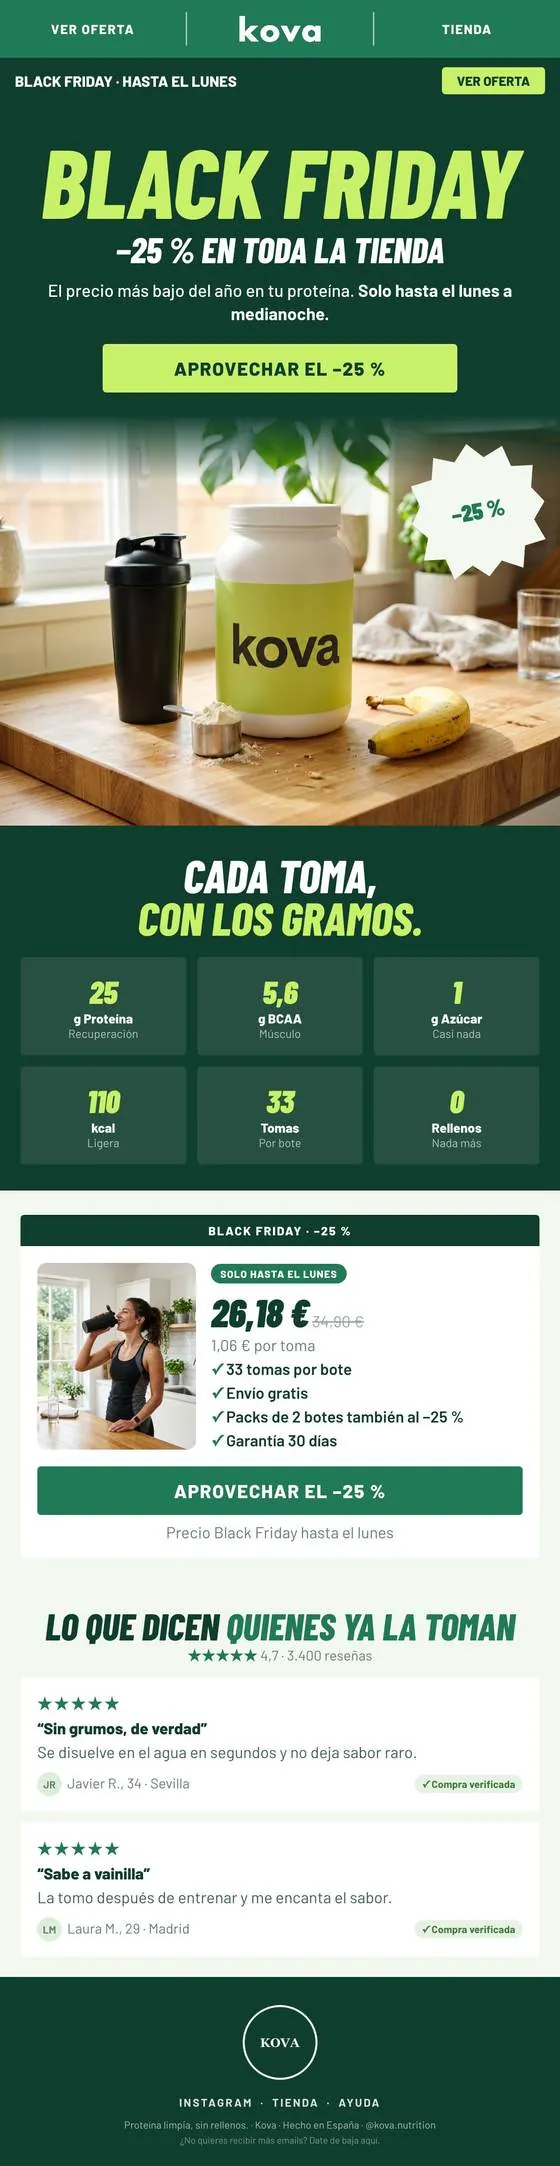 VER OFERTA
kova
TIENDA
BLACK FRIDAY · HASTA EL LUNES
VER OFERTA
BLACK FRIDAY
−25 % EN TODA LA TIENDA
El precio más bajo del año en tu proteína. Solo hasta el lunes a
medianoche.
APROVECHAR EL −25 %
−25 %
kova
CADA TOMA,
CON LOS GRAMOS.
25
g Proteína
Recuperación
5,6
g BCAA
Músculo
1
g Azúcar
Casi nada
110
kcal
Ligera
33
Tomas
Por bote
0
Rellenos
Nada más
BLACK FRIDAY · −25 %
SOLO HASTA EL LUNES
26,18 € 34,90 €
1,06 € por toma
✓33 tomas por bote
✓Envío gratis
✓Packs de 2 botes también al −25 %
✓Garantía 30 días
APROVECHAR EL −25 %
Precio Black Friday hasta el lunes
LO QUE DICEN QUIENES YA LA TOMAN
★★★★★ 4,7 · 3.400 reseñas
★★★★★
“Sin grumos, de verdad”
Se disuelve en el agua en segundos y no deja sabor raro.
JR Javier R., 34 · Sevilla
✓Compra verificada
★★★★★
“Sabe a vainilla”
La tomo después de entrenar y me encanta el sabor.
LM Laura M., 29 · Madrid
✓Compra verificada
KOVA
INSTAGRAM · TIENDA · AYUDA
Proteína limpia, sin rellenos. · Kova · Hecho en España · @kova.nutrition
¿No quieres recibir más emails? Date de baja aquí.